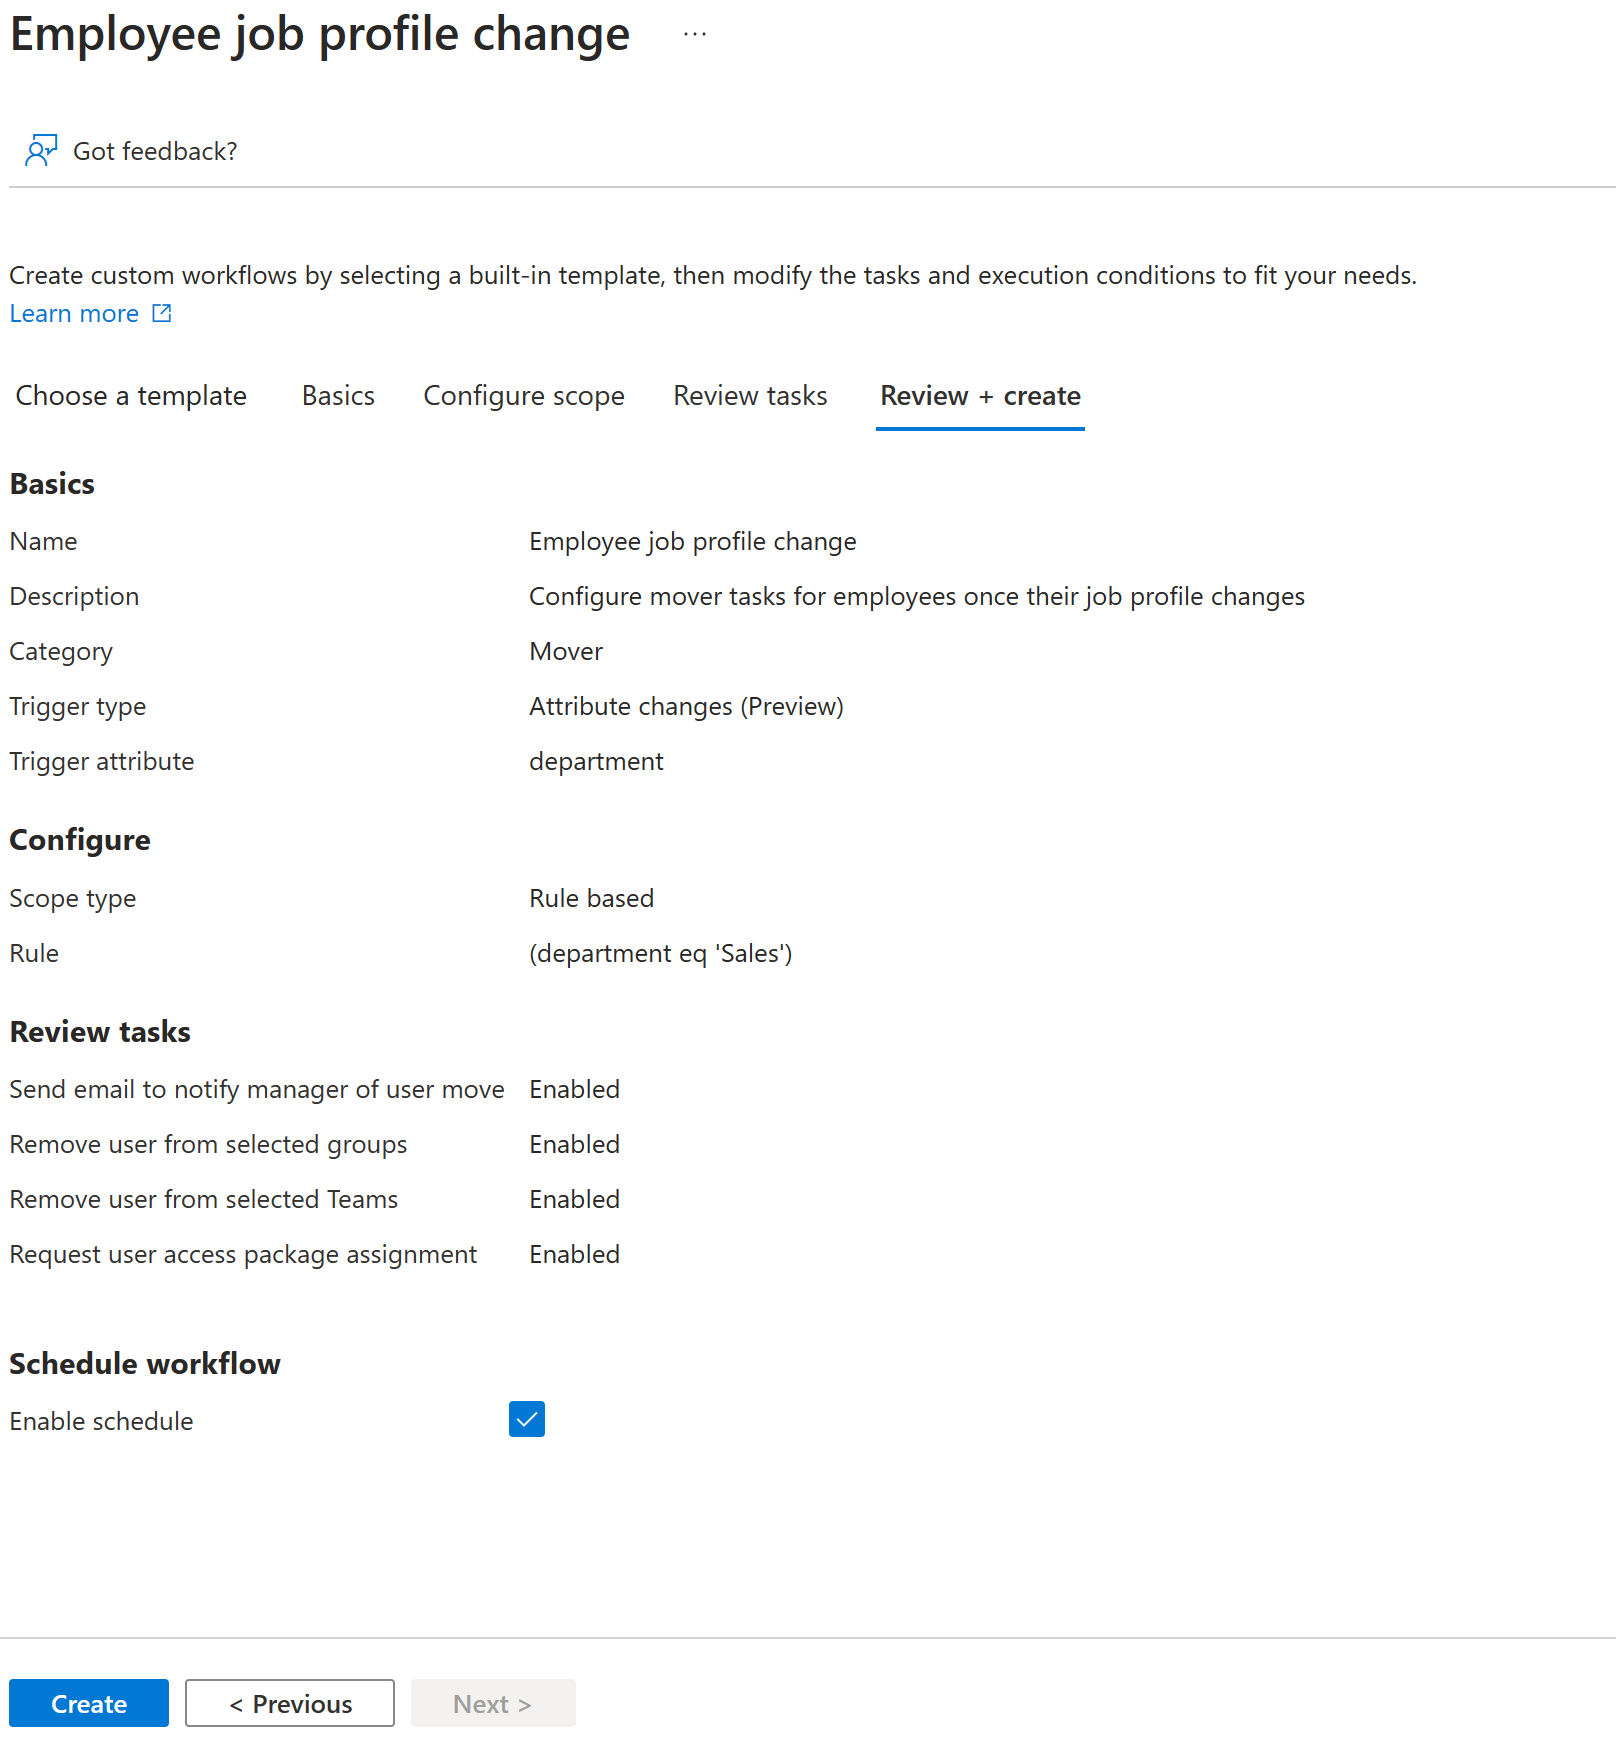 Employee job profile change ...
Got feedback?
Create custom workflows by selecting a built-in template, then modify the tasks and execution conditions to fit your needs.
Learn more
Choose a template Basics Configure scope Review tasks Review + create
Basics
Name Employee job profile change
Description Configure mover tasks for employees once their job profile changes
Category Mover
Trigger type Attribute changes (Preview)
Trigger attribute department
Configure
Scope type Rule based
Rule (department eq 'Sales')
Review tasks
Send email to notify manager of user move Enabled
Remove user from selected groups Enabled
Remove user from selected Teams Enabled
Request user access package assignment Enabled
Schedule workflow
Enable schedule
Create < Previous Next >